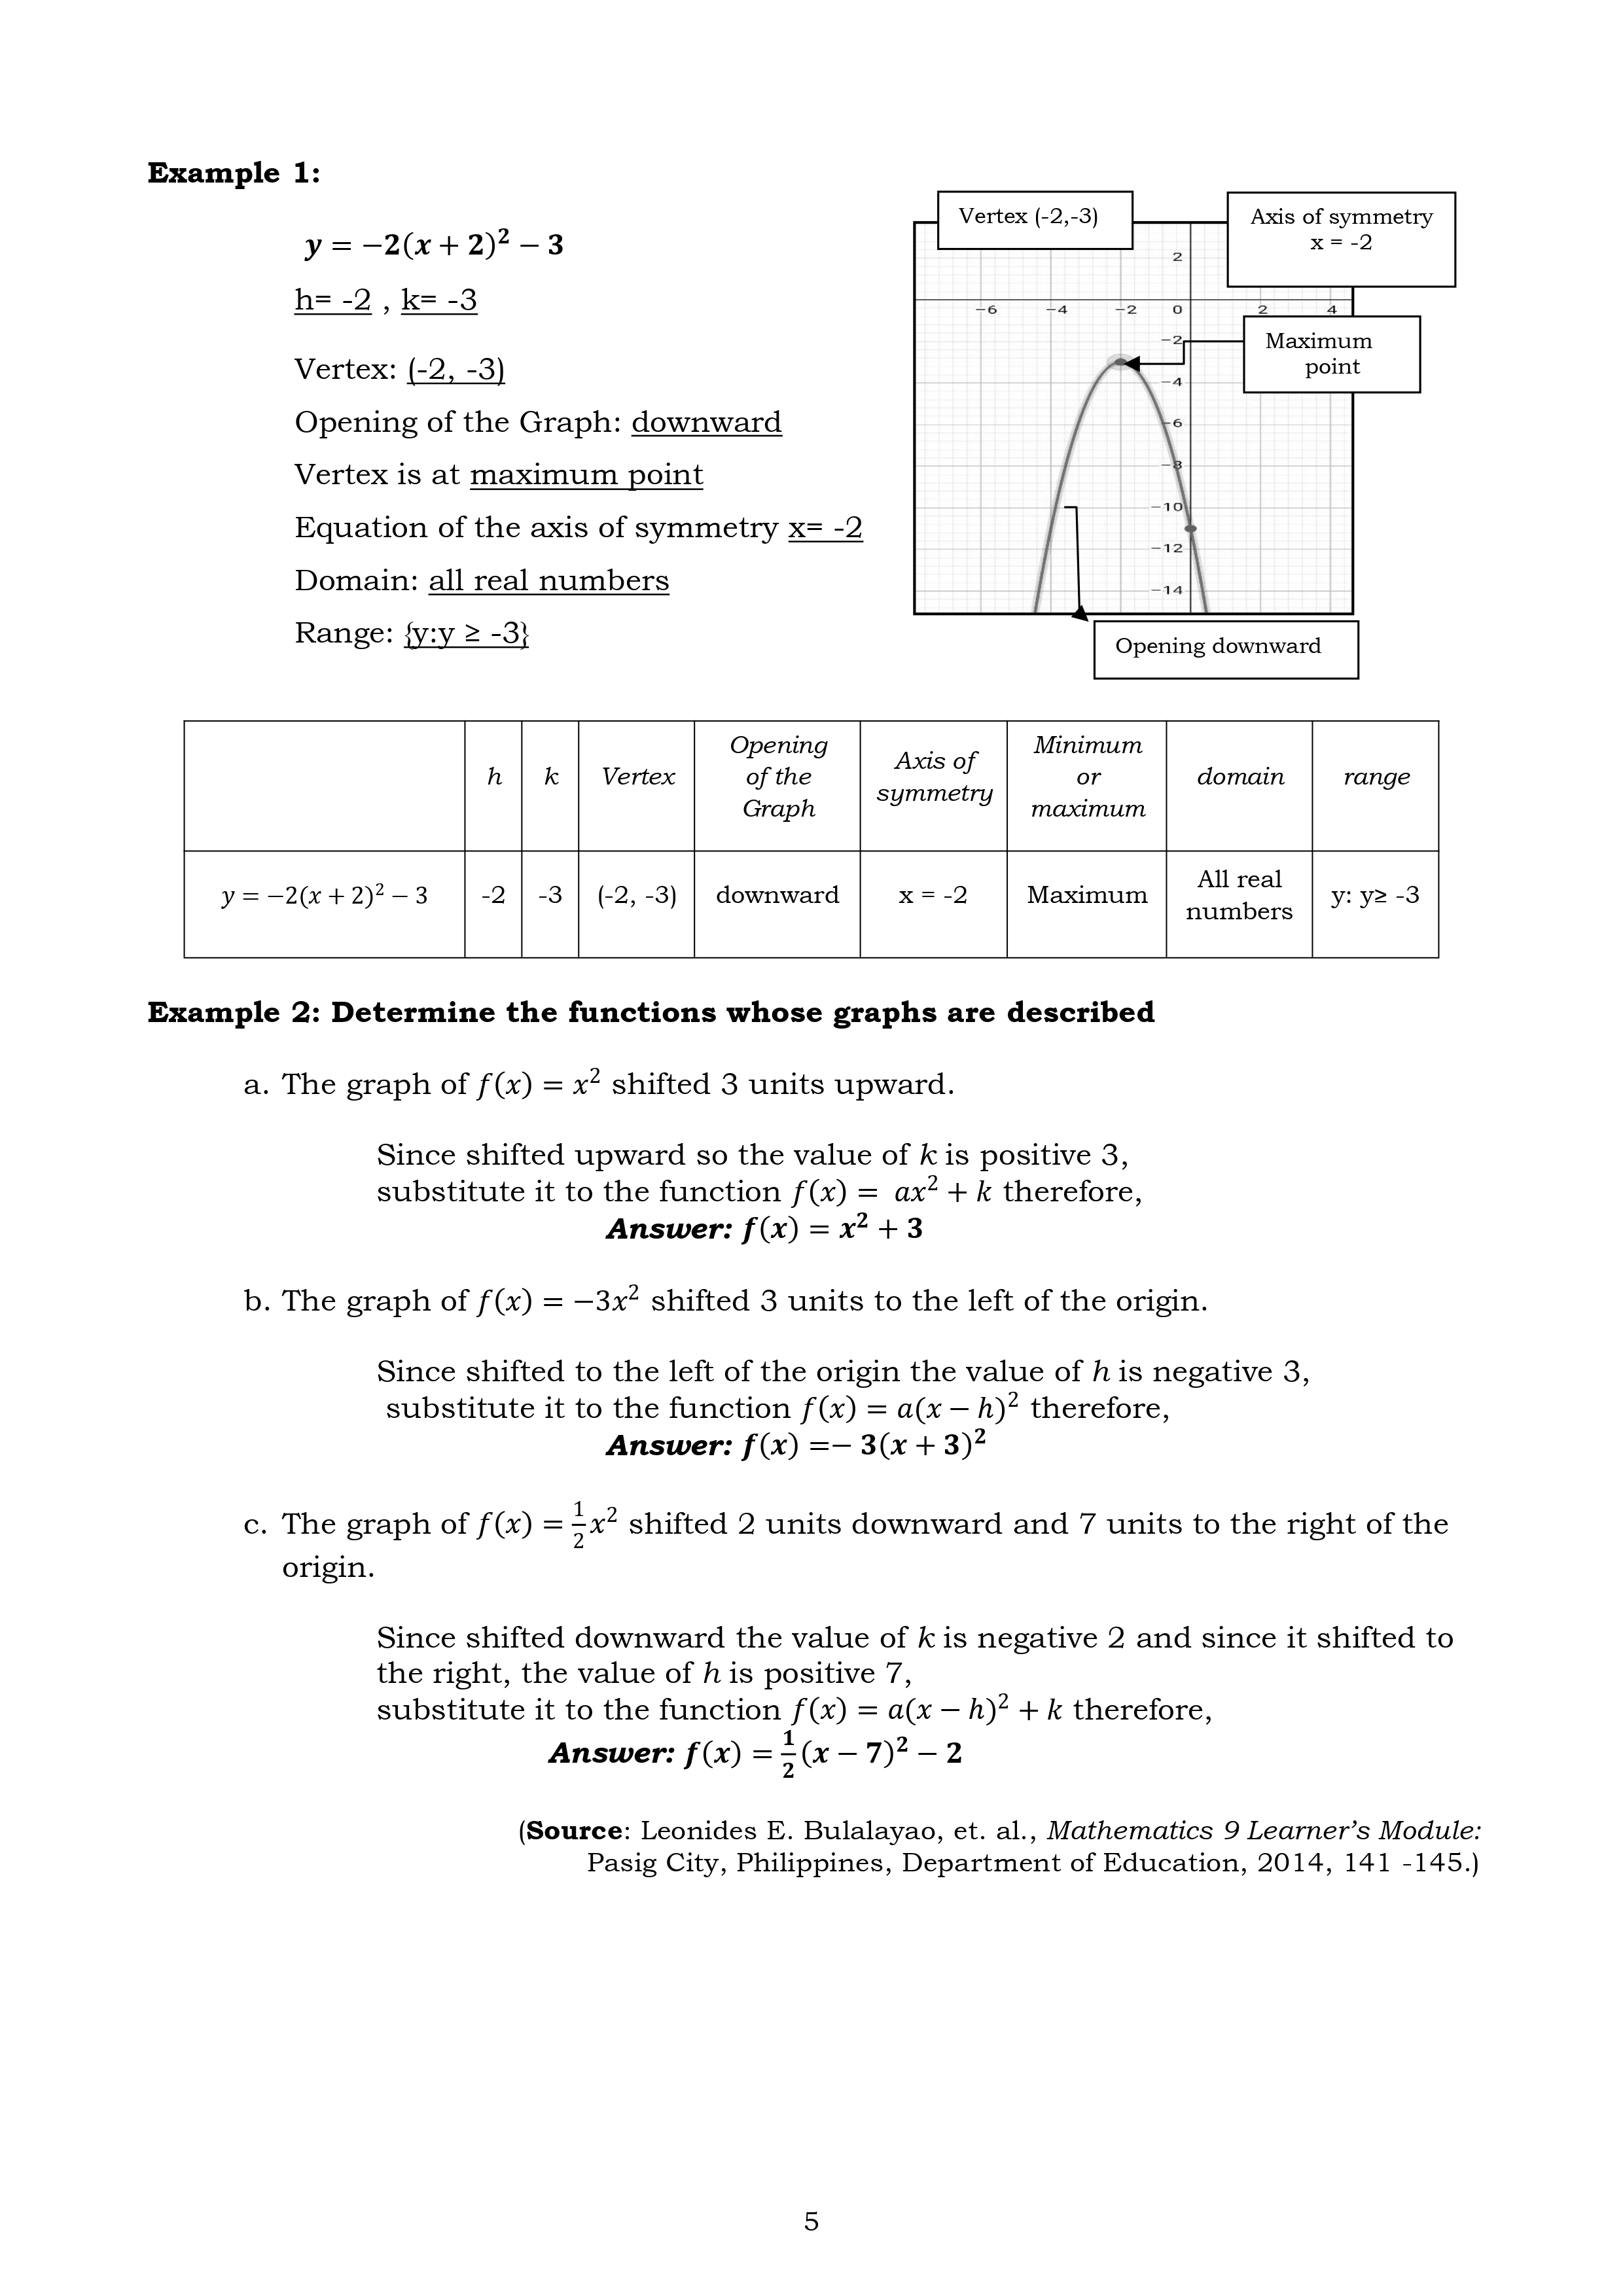 Example 1:
y = −2(x + 2)² − 3
h= -2 , k= -3
Vertex: (-2, -3)
Opening of the Graph: downward
Vertex is at maximum point
Equation of the axis of symmetry x= -2
Domain: all real numbers
Range: {y:y ≥ -3}
Vertex (-2,-3)
Axis of symmetry
x = -2
2
−6 −4 −2 0 2 4
Maximum
point
−2
−4
−6
−8
−10
−12
−14
Opening downward
h k Vertex Opening of the Graph Axis of symmetry Minimum or maximum domain range
y = −2(x + 2)² − 3 -2 -3 (-2, -3) downward x = -2 Maximum All real numbers y: y≥ -3
Example 2: Determine the functions whose graphs are described
a. The graph of f(x) = x² shifted 3 units upward.
Since shifted upward so the value of k is positive 3,
substitute it to the function f(x) = ax² + k therefore,
Answer: f(x) = x² + 3
b. The graph of f(x) = −3x² shifted 3 units to the left of the origin.
Since shifted to the left of the origin the value of h is negative 3,
substitute it to the function f(x) = a(x − h)² therefore,
Answer: f(x) =− 3(x + 3)²
c. The graph of f(x) = 1/2 x² shifted 2 units downward and 7 units to the right of the
origin.
Since shifted downward the value of k is negative 2 and since it shifted to
the right, the value of h is positive 7,
substitute it to the function f(x) = a(x − h)² + k therefore,
Answer: f(x) = 1/2 (x − 7)² − 2
(Source: Leonides E. Bulalayao, et. al., Mathematics 9 Learner’s Module:
Pasig City, Philippines, Department of Education, 2014, 141 -145.)
5